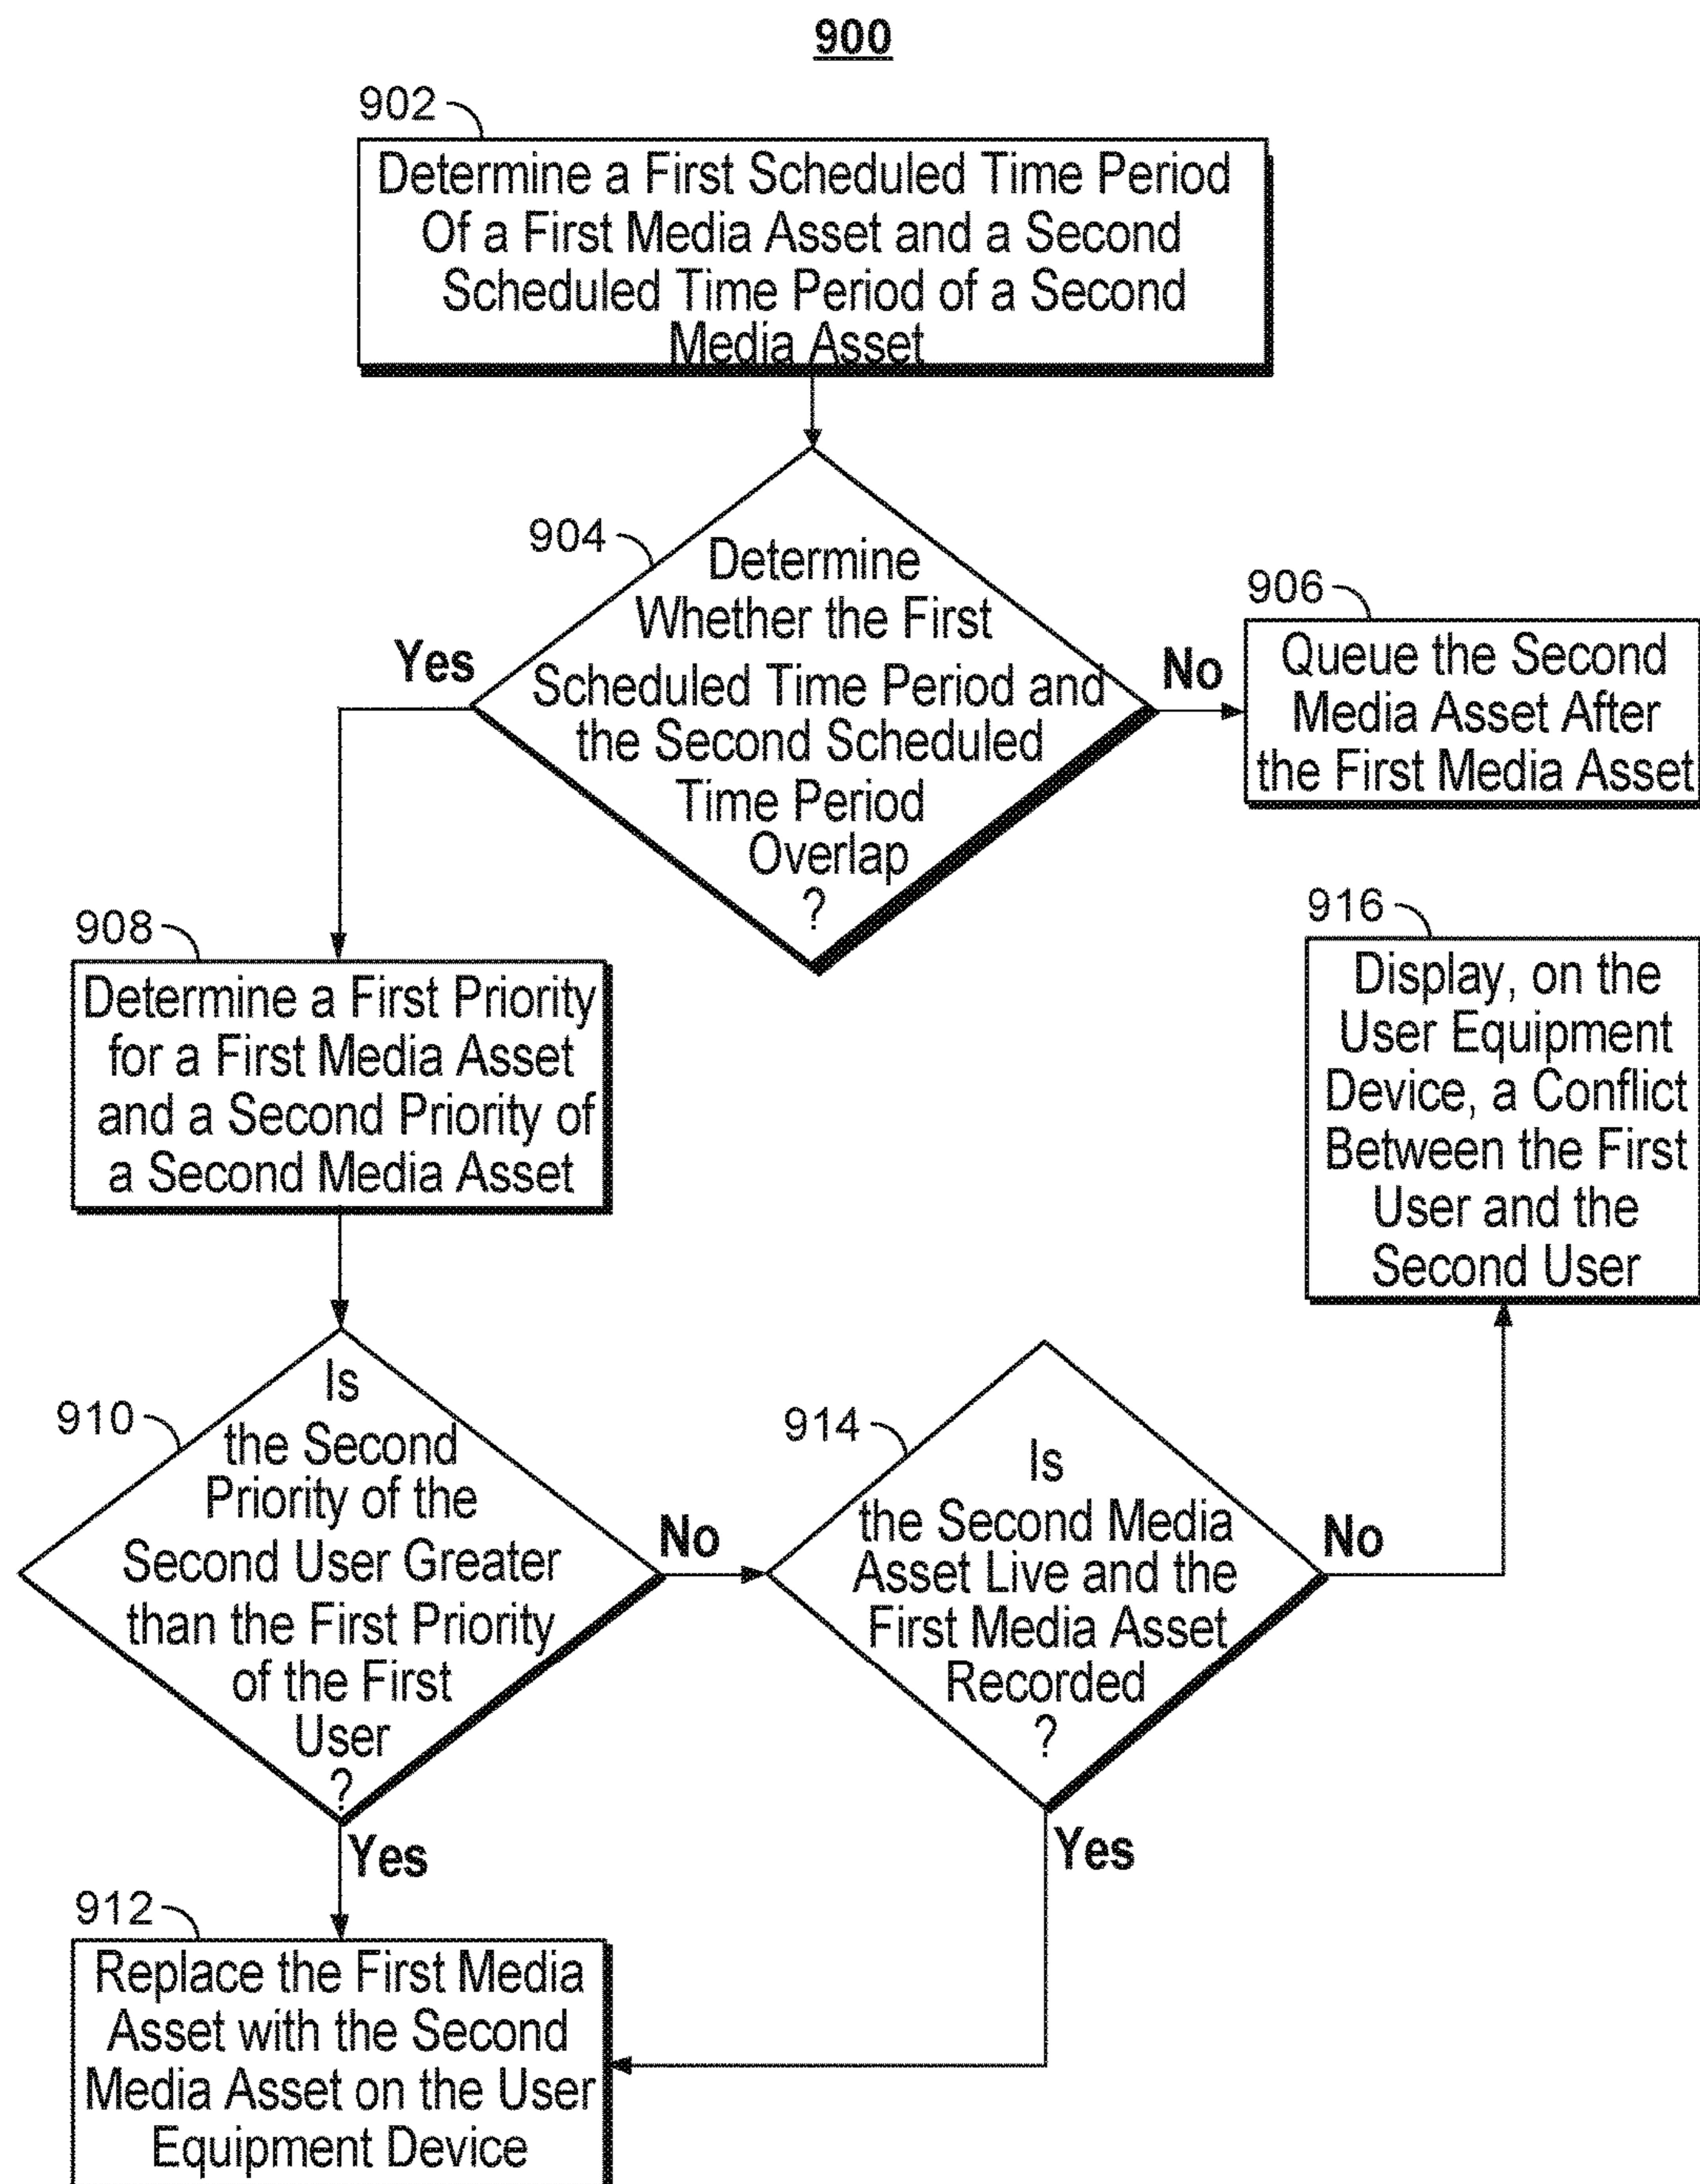 900
902
Determine a First Scheduled Time Period
Of a First Media Asset and a Second
Scheduled Time Period of a Second
Media Asset
904
Determine
Whether the First
Scheduled Time Period and
the Second Scheduled
Time Period
Overlap
?
Yes
No
906
Queue the Second
Media Asset After
the First Media Asset
908
Determine a First Priority
for a First Media Asset
and a Second Priority of
a Second Media Asset
916
Display, on the
User Equipment
Device, a Conflict
Between the First
User and the
Second User
910
Is
the Second
Priority of the
Second User Greater
than the First Priority
of the First
User
?
No
Yes
914
Is
the Second Media
Asset Live and the
First Media Asset
Recorded
?
No
Yes
912
Replace the First Media
Asset with the Second
Media Asset on the User
Equipment Device